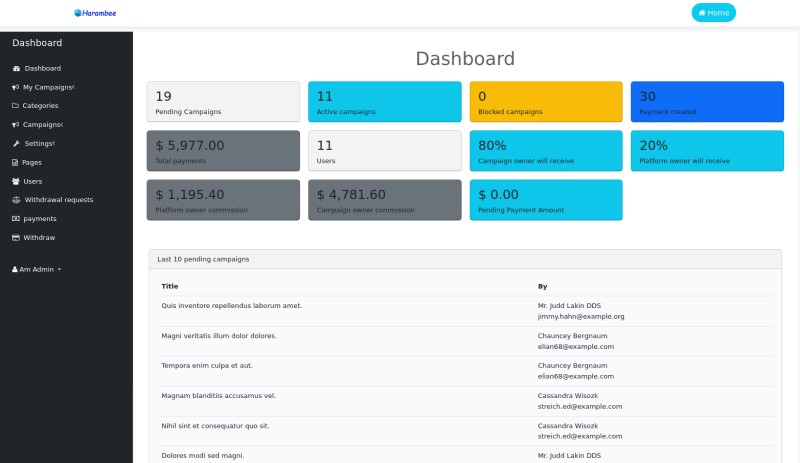 Harambee
Home
Dashboard
Dashboard
My Campaigns
Categories
Campaigns
Settings
Pages
Users
Withdrawal requests
payments
Withdraw
Am Admin
Dashboard
19
Pending Campaigns
11
Active campaigns
0
Blocked campaigns
30
Payment created
$ 5,977.00
Total payments
11
Users
80%
Campaign owner will receive
20%
Platform owner will receive
$ 1,195.40
Platform owner commission
$ 4,781.60
Campaign owner commission
$ 0.00
Pending Payment Amount
Last 10 pending campaigns
Title By
Quis inventore repellendus laborum amet. Mr. Judd Lakin DDS
jimmy.hahn@example.org
Magni veritatis illum dolor dolores. Chauncey Bergnaum
elian68@example.com
Tempora enim culpa et aut. Chauncey Bergnaum
elian68@example.com
Magnam blanditiis accusamus vel. Cassandra Wisozk
streich.ed@example.com
Nihil sint et consequatur quo sit. Cassandra Wisozk
streich.ed@example.com
Dolores modi sed magni. Mr. Judd Lakin DDS